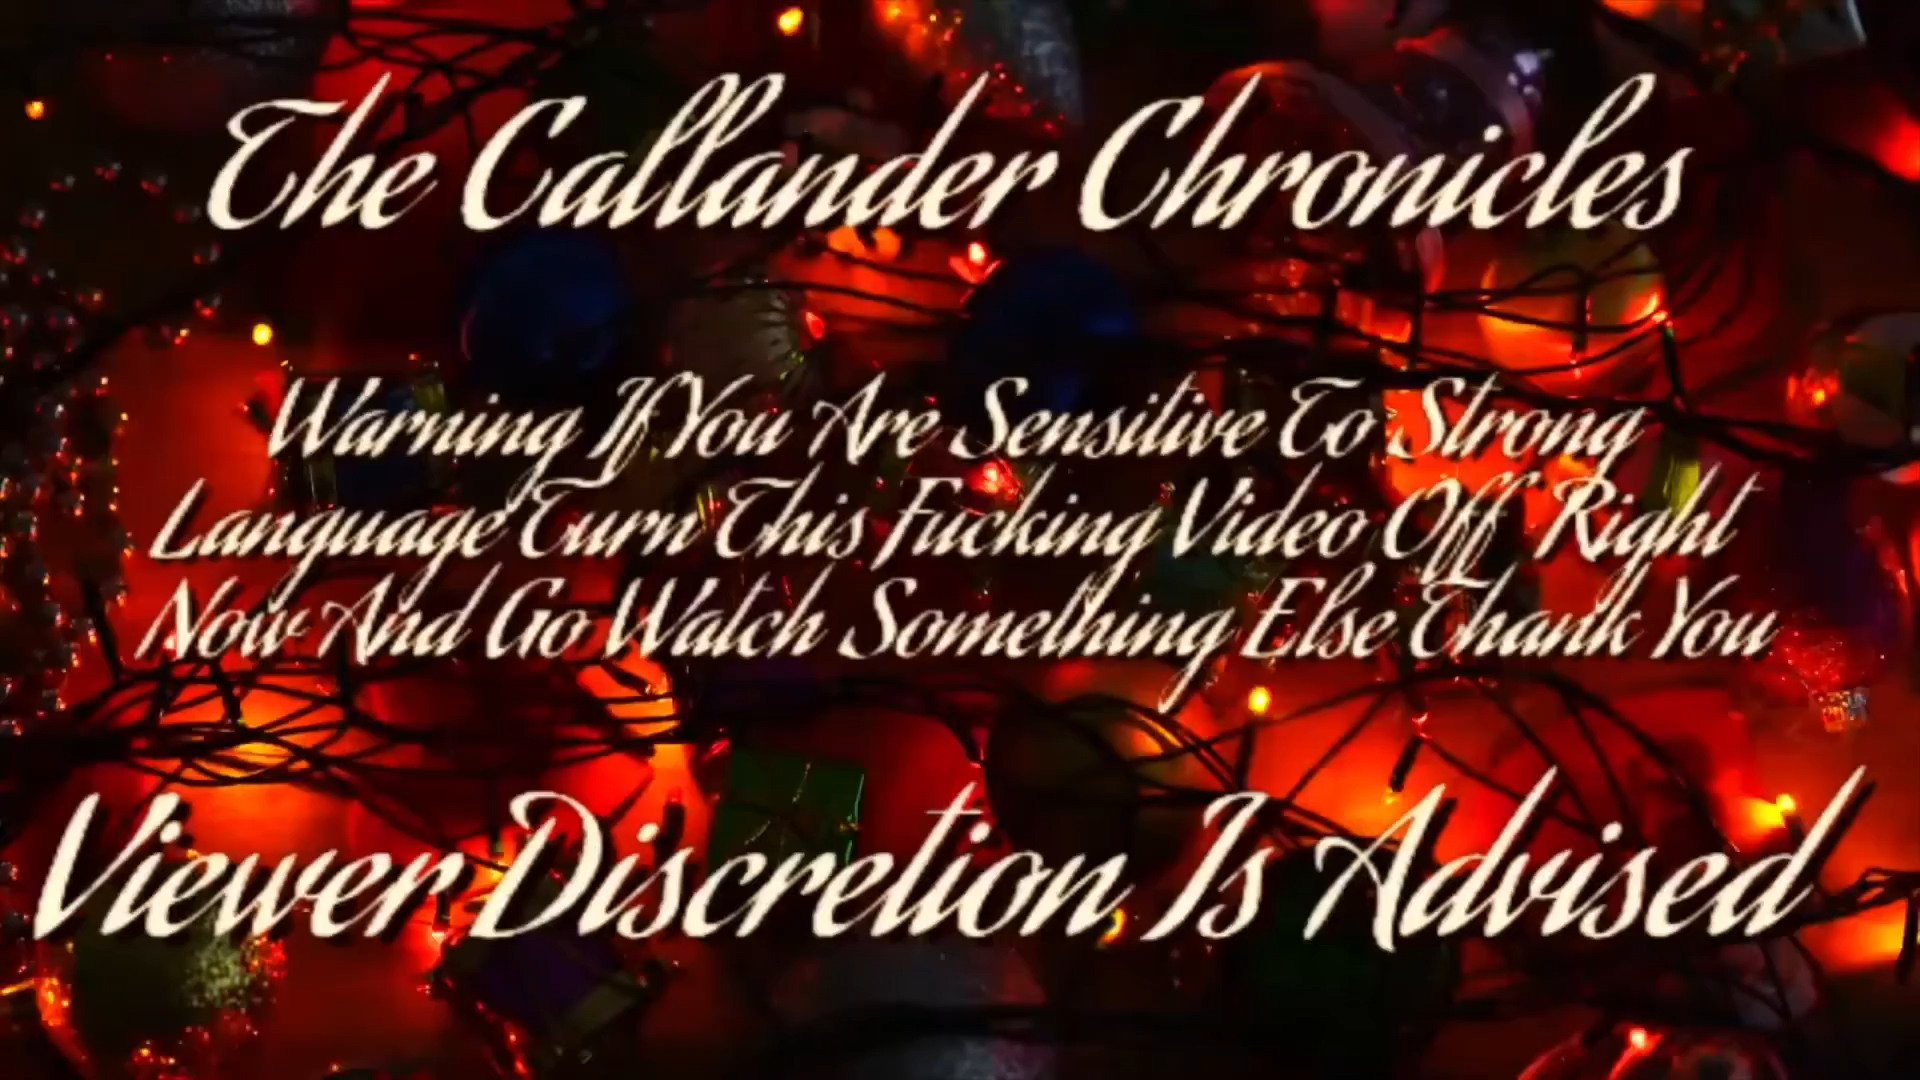 The Callander Chronicles
Warning If You Are Sensitive To Strong
Language Turn This Fucking Video Off Right
Now And Go Watch Something Else Thank You
Viewer Discretion Is Advised